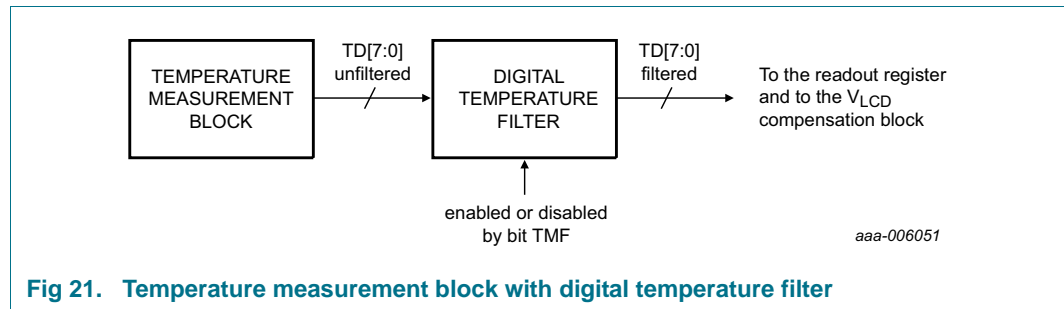 TEMPERATURE
MEASUREMENT
BLOCK
TD[7:0]
unfiltered
DIGITAL
TEMPERATURE
FILTER
TD[7:0]
filtered
To the readout register
and to the VLCD
compensation block
enabled or disabled
by bit TMF
aaa-006051
Fig 21. Temperature measurement block with digital temperature filter